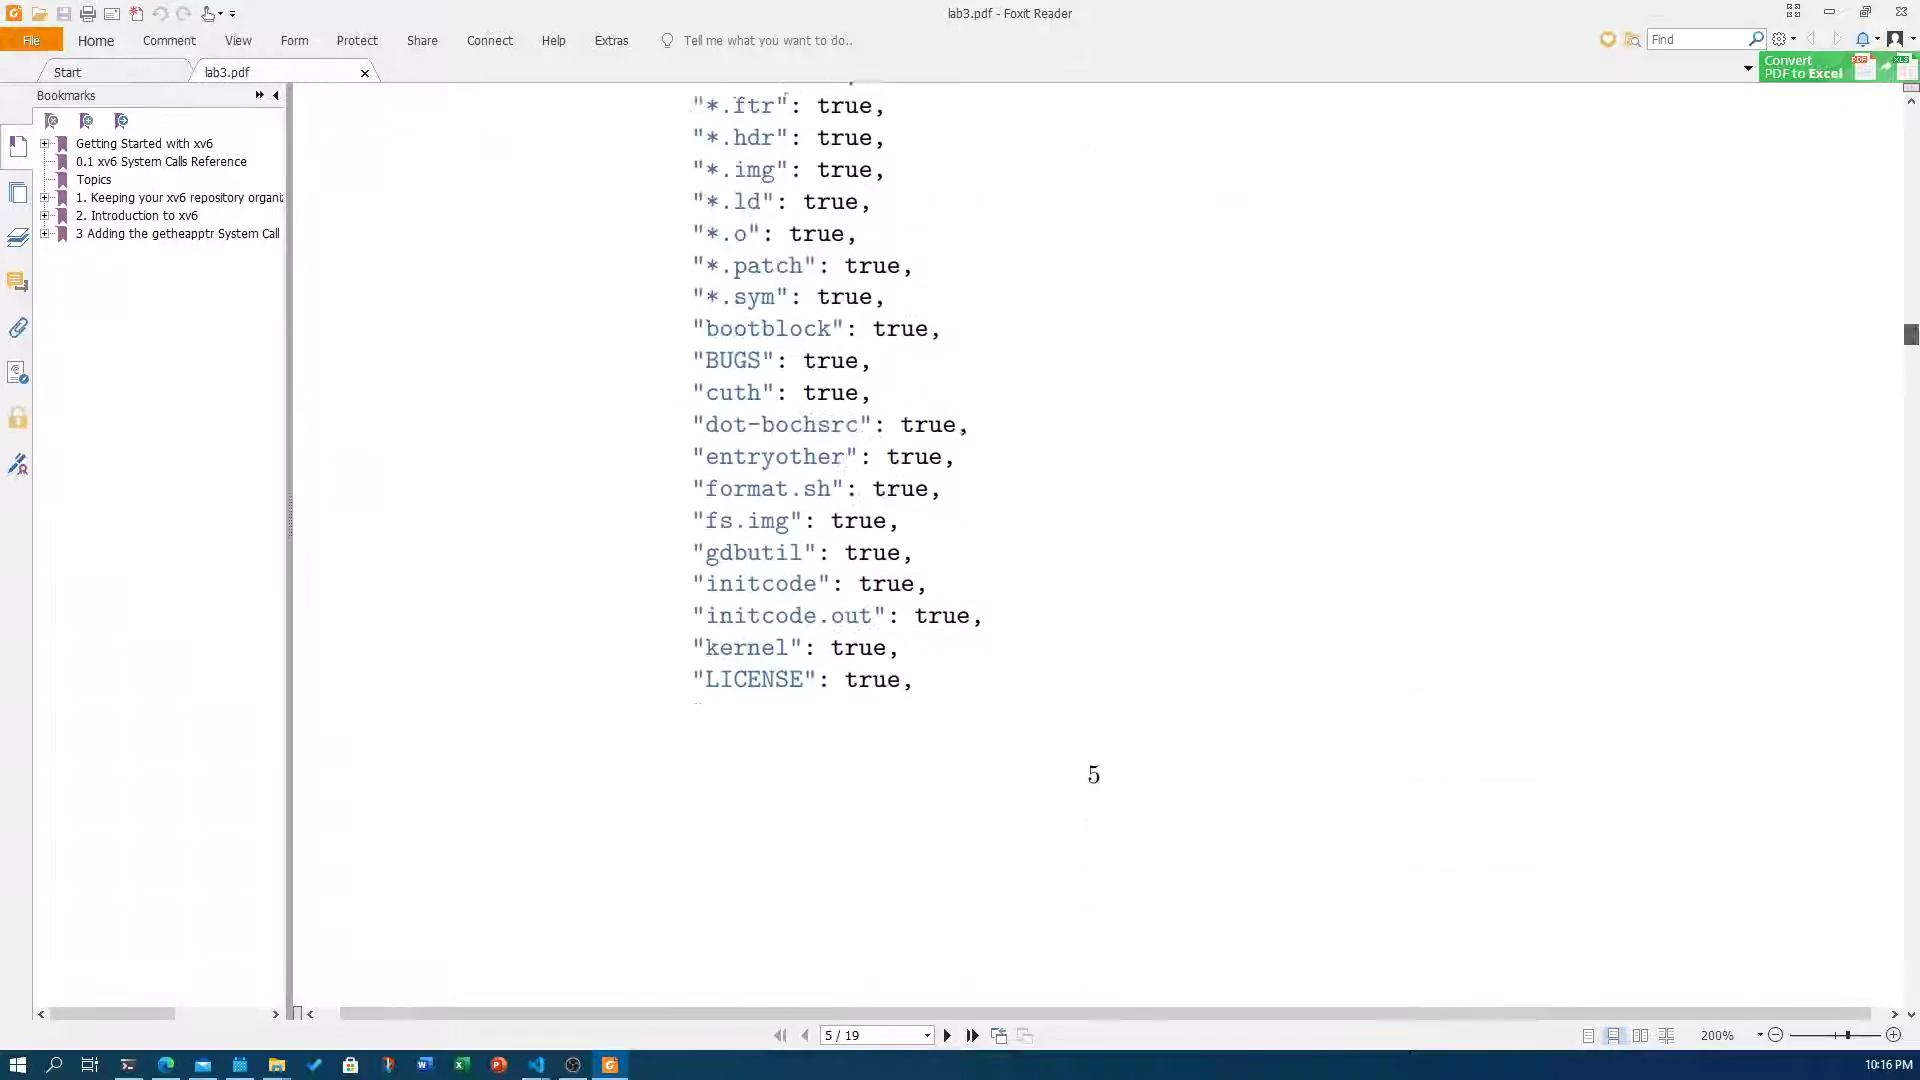 lab3.pdf - Foxit Reader
File
Home
Comment
View
Form
Protect
Share
Connect
Help
Extras
Tell me what you want to do..
Find
Start
lab3.pdf
Convert
PDF to Excel
PDF
XLS
Bookmarks
Getting Started with xv6
0.1 xv6 System Calls Reference
Topics
1. Keeping your xv6 repository organi
2. Introduction to xv6
3 Adding the getheapptr System Call
"*.ftr": true,
"*.hdr": true,
"*.img": true,
"*.ld": true,
"*.o": true,
"*.patch": true,
"*.sym": true,
"bootblock": true,
"BUGS": true,
"cuth": true,
"dot-bochsrc": true,
"entryother": true,
"format.sh": true,
"fs.img": true,
"gdbutil": true,
"initcode": true,
"initcode.out": true,
"kernel": true,
"LICENSE": true,
5
5 / 19
200%
10:16 PM